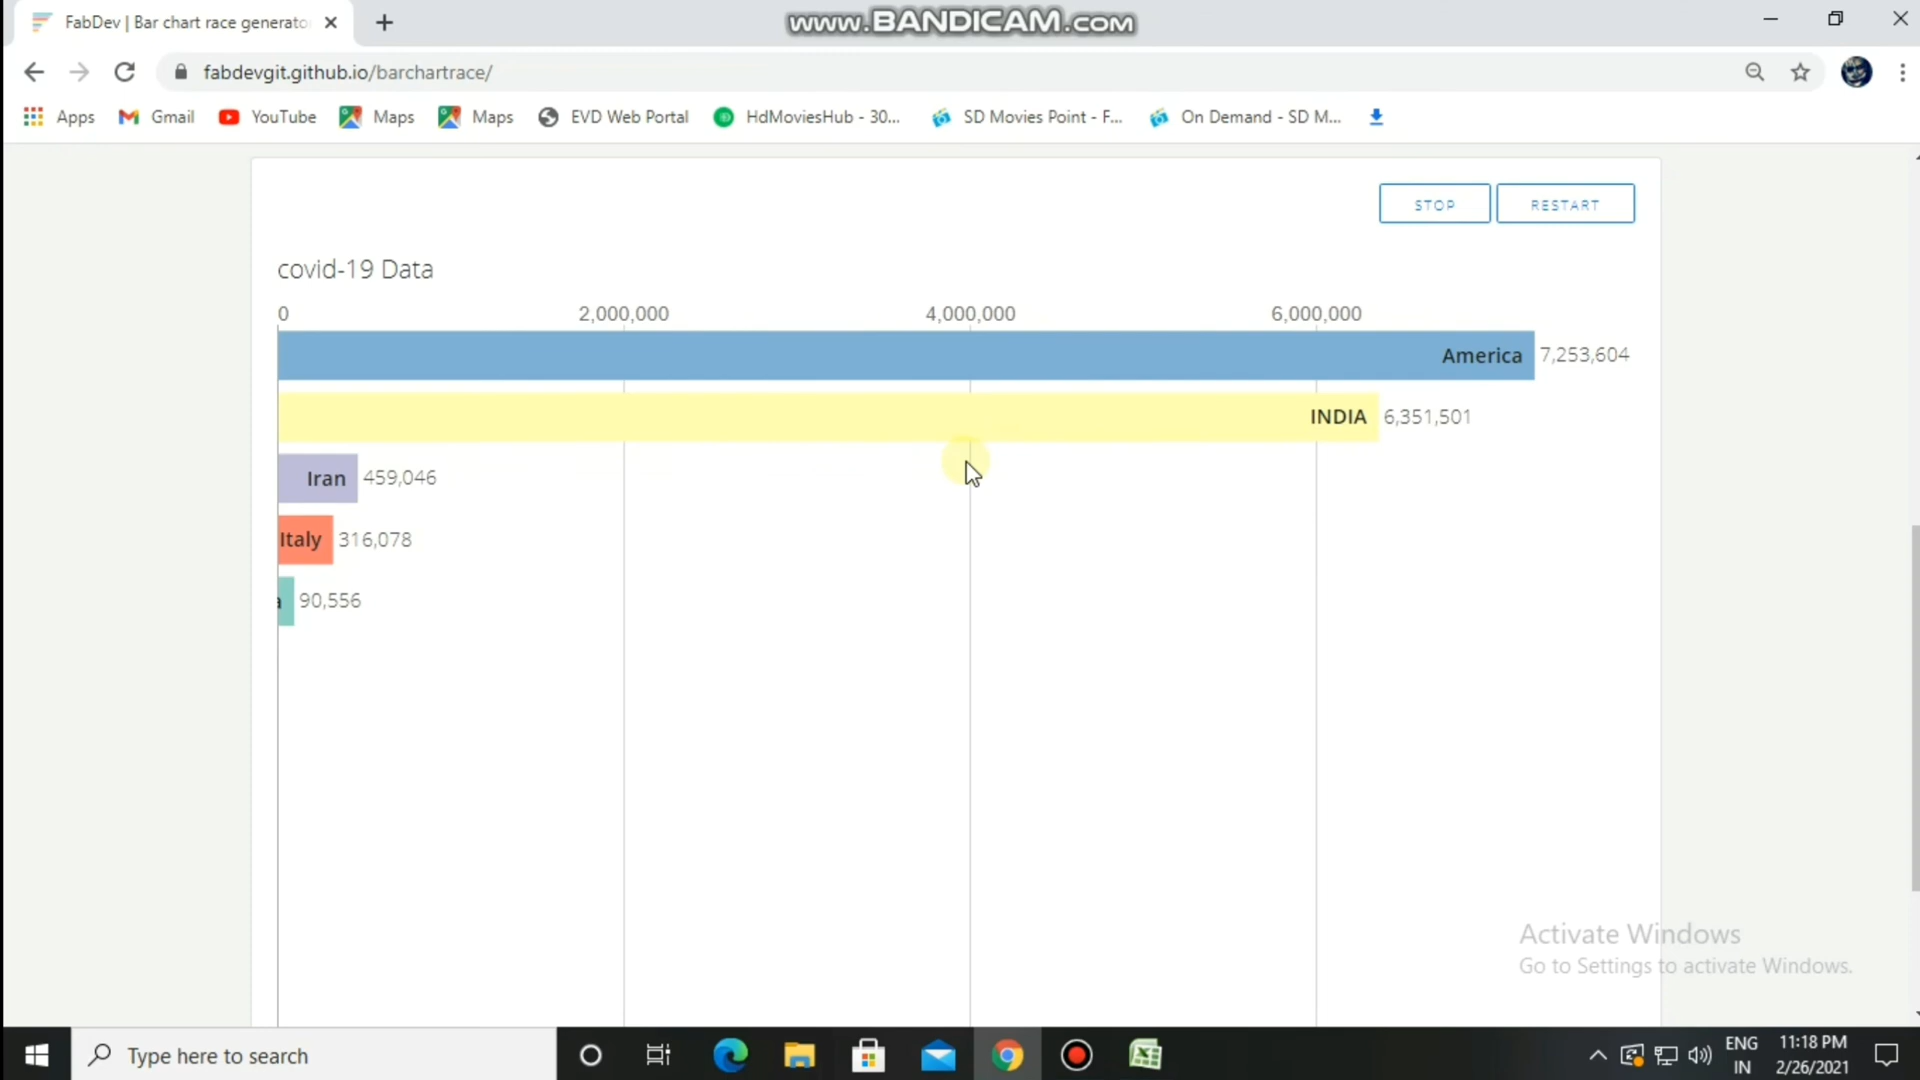 FabDev | Bar chart race generato
www.BANDICAM.com
fabdevgit.github.io/barchartrace/
Apps
Gmail
YouTube
Maps
Maps
EVD Web Portal
HdMoviesHub - 30...
SD Movies Point - F...
On Demand - SD M...
STOP
RESTART
covid-19 Data
0 2,000,000 4,000,000 6,000,000
America 7,253,604
INDIA 6,351,501
Iran 459,046
Italy 316,078
a 90,556
Activate Windows
Go to Settings to activate Windows.
Type here to search
ENG
IN
11:18 PM
2/26/2021